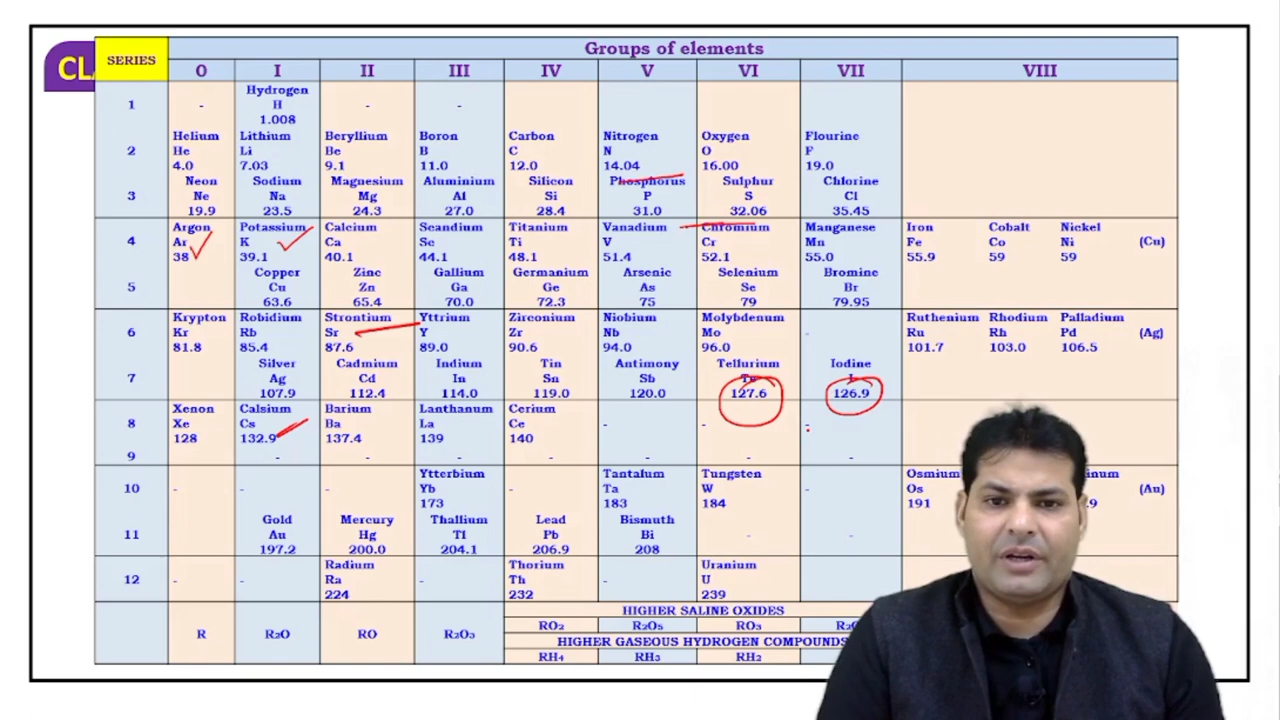 CL
SERIES
Groups of elements
0 I II III IV V VI VII VIII
1 - Hydrogen - -
H
1.008
2 Helium Lithium Beryllium Boron Carbon Nitrogen Oxygen Flourine
He Li Be B C N O F
4.0 7.03 9.1 11.0 12.0 14.04 16.00 19.0
3 Neon Sodium Magnesium Aluminium Silicon Phosphorus Sulphur Chlorine
Ne Na Mg Al Si P S Cl
19.9 23.5 24.3 27.0 28.4 31.0 32.06 35.45
4 Argon Potassium Calcium Scandium Titanium Vanadium Chromium Manganese Iron Cobalt Nickel
Ar K Ca Sc Ti V Cr Mn Fe Co Ni (Cu)
38 39.1 40.1 44.1 48.1 51.4 52.1 55.0 55.9 59 59
5 Copper Zinc Gallium Germanium Arsenic Selenium Bromine
Cu Zn Ga Ge As Se Br
63.6 65.4 70.0 72.3 75 79 79.95
6 Krypton Robidium Strontium Yttrium Zirconium Niobium Molybdenum - Ruthenium Rhodium Palladium
Kr Rb Sr Y Zr Nb Mo Ru Rh Pd (Ag)
81.8 85.4 87.6 89.0 90.6 94.0 96.0 101.7 103.0 106.5
7 Silver Cadmium Indium Tin Antimony Tellurium Iodine
Ag Cd In Sn Sb Te I
107.9 112.4 114.0 119.0 120.0 127.6 126.9
8 Xenon Calsium Barium Lanthanum Cerium - - -
Xe Cs Ba La Ce
128 132.9 137.4 139 140
9 - - - - - - -
10 - - - Ytterbium - Tantalum Tungsten - Osmium
Yb Ta W Os (Au)
173 183 184 191
11 Gold Mercury Thallium Lead Bismuth - -
Au Hg Tl Pb Bi
197.2 200.0 204.1 206.9 208
12 - - Radium - Thorium - Uranium
Ra Th U
224 232 239
HIGHER SALINE OXIDES
R R₂O RO R₂O₃ RO₂ R₂O₅ RO₃
HIGHER GASEOUS HYDROGEN COMPOUNDS
RH₄ RH₃ RH₂